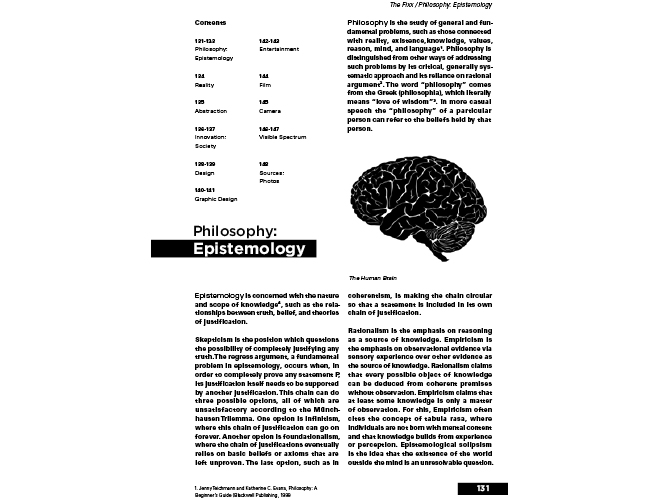 The Fixx / Philosophy: Epistemology
Contents
131-133
Philosophy:
Epistemology
134
Reality
135
Abstraction
136-137
Innovation:
Society
138-139
Design
140-141
Graphic Design
142-143
Entertainment
144
Film
145
Camera
146-147
Visible Spectrum
148
Sources:
Photos
Philosophy is the study of general and fun-
damental problems, such as those connected
with reality, existence, knowledge, values,
reason, mind, and language¹. Philosophy is
distinguished from other ways of addressing
such problems by its critical, generally sys-
tematic approach and its reliance on rational
argument². The word "philosophy" comes
from the Greek (philosophia), which literally
means "love of wisdom"³. In more casual
speech the "philosophy" of a particular
person can refer to the beliefs held by that
person.
The Human Brain
Philosophy:
Epistemology
Epistemology is concerned with the nature
and scope of knowledge⁴, such as the rela-
tionships between truth, belief, and theories
of justification.
Skepticism is the position which questions
the possibility of completely justifying any
truth. The regress argument, a fundamental
problem in epistemology, occurs when, in
order to completely prove any statement P,
its justification itself needs to be supported
by another justification. This chain can do
three possible options, all of which are
unsatisfactory according to the Münch-
hausen Trilemma. One option is infinitism,
where this chain of justification can go on
forever. Another option is foundationalism,
where the chain of justifications eventually
relies on basic beliefs or axioms that are
left unproven. The last option, such as in
coherentism, is making the chain circular
so that a statement is included in its own
chain of justification.
Rationalism is the emphasis on reasoning
as a source of knowledge. Empiricism is
the emphasis on observational evidence via
sensory experience over other evidence as
the source of knowledge. Rationalism claims
that every possible object of knowledge
can be deduced from coherent premises
without observation. Empiricism claims that
at least some knowledge is only a matter
of observation. For this, Empiricism often
cites the concept of tabula rasa, where
individuals are not born with mental content
and that knowledge builds from experience
or perception. Epistemological solipsism
is the idea that the existence of the world
outside the mind is an unresolvable question.
1. Jenny Teichmann and Katherine C. Evans, Philosophy: A
Beginner's Guide (Blackwell Publishing, 1999
131